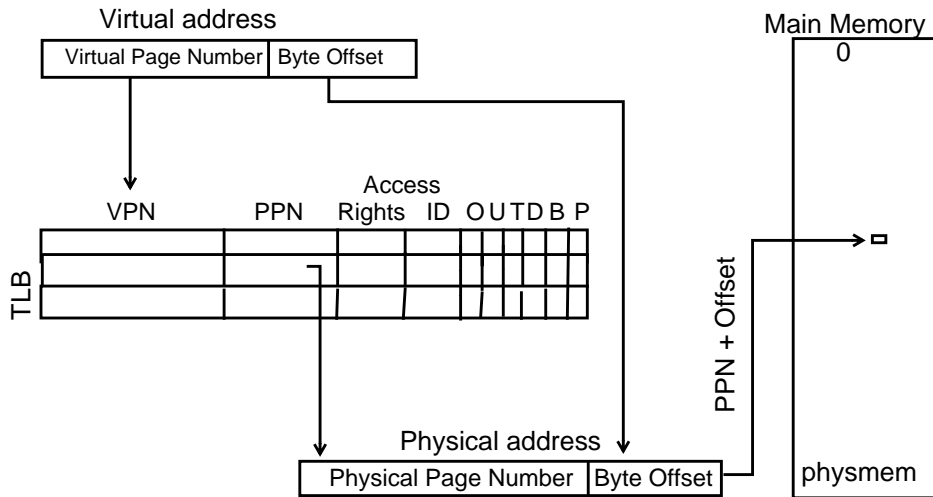 Virtual address
Virtual Page Number Byte Offset
Main Memory
0
Access
VPN PPN Rights ID O U T D B P
TLB
PPN + Offset
Physical address
Physical Page Number Byte Offset
physmem